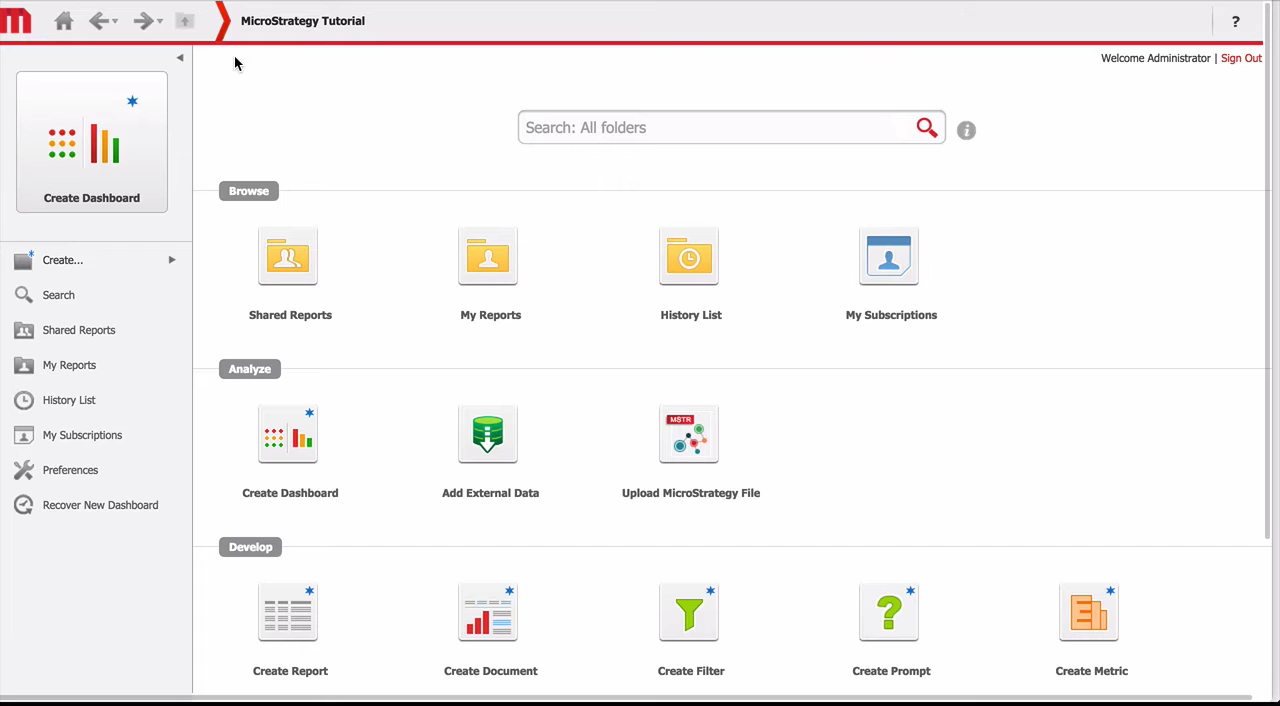 MicroStrategy Tutorial
?
Welcome Administrator | Sign Out
Create Dashboard
Search: All folders
i
Browse
Create...
Search
Shared Reports
My Reports
History List
My Subscriptions
Preferences
Recover New Dashboard
Shared Reports
My Reports
History List
My Subscriptions
Analyze
MSTR
Create Dashboard
Add External Data
Upload MicroStrategy File
Develop
?
Create Report
Create Document
Create Filter
Create Prompt
Create Metric